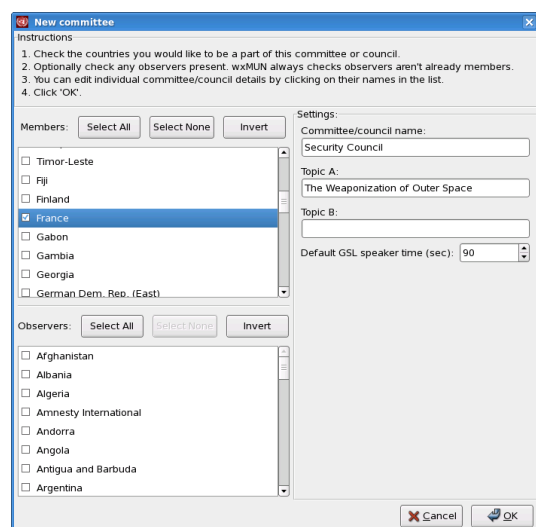 New committee
Instructions
1. Check the countries you would like to be a part of this committee or council.
2. Optionally check any observers present. wxMUN always checks observers aren't already members.
3. You can edit individual committee/council details by clicking on their names in the list.
4. Click 'OK'.
Members: Select All Select None Invert
Timor-Leste
Fiji
Finland
France
Gabon
Gambia
Georgia
German Dem. Rep. (East)
Observers: Select All Select None Invert
Afghanistan
Albania
Algeria
Amnesty International
Andorra
Angola
Antigua and Barbuda
Argentina
Settings:
Committee/council name:
Security Council
Topic A:
The Weaponization of Outer Space
Topic B:
Default GSL speaker time (sec): 90
Cancel OK